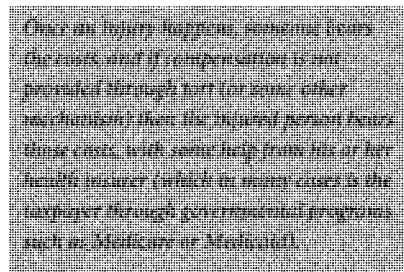 Once an injury happens, someone bears
the costs, and if compensation is not
provided through tort (or some other
mechanism) then the injured person bears
those costs, with some help from his or her
health insurer (which in many cases is the
taxpayer through governmental programs
such as Medicare or Medicaid).